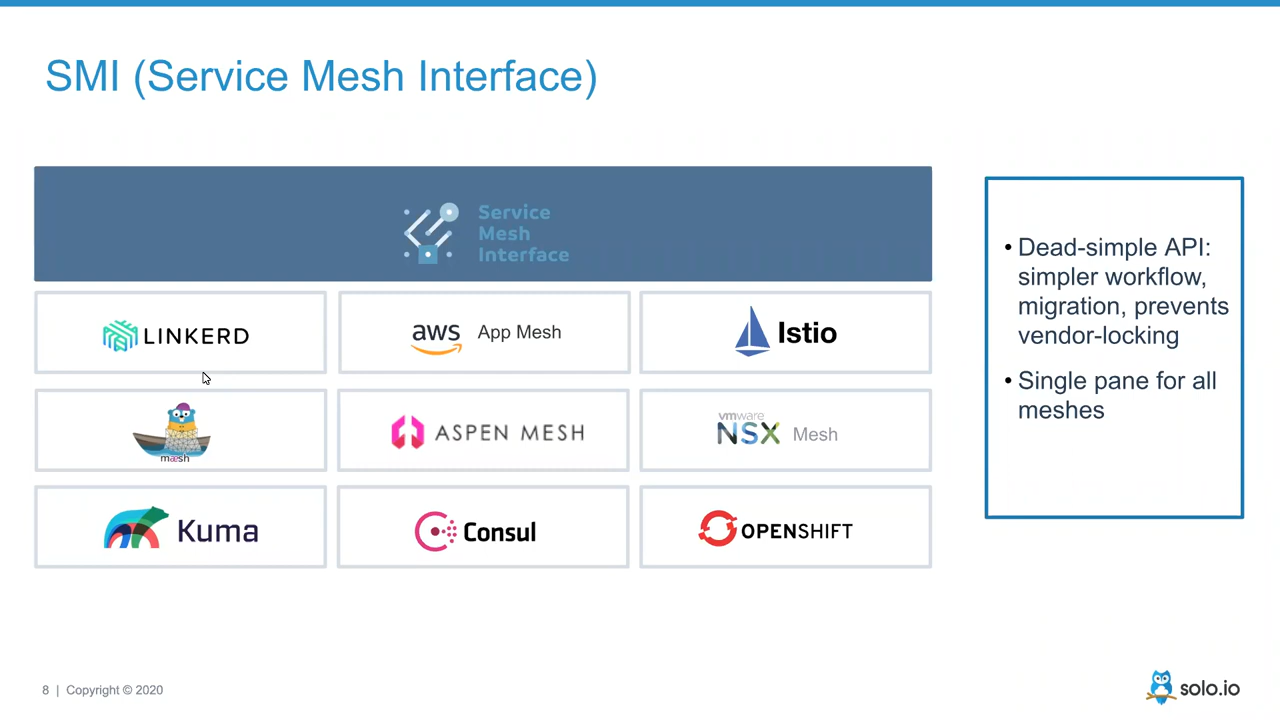 SMI (Service Mesh Interface)
Service
Mesh
Interface
LINKERD
aws App Mesh
Istio
mæsh
ASPEN MESH
vmware
NSX Mesh
Kuma
Consul
OPENSHIFT
• Dead-simple API:
simpler workflow,
migration, prevents
vendor-locking
• Single pane for all
meshes
8 | Copyright © 2020
solo.io